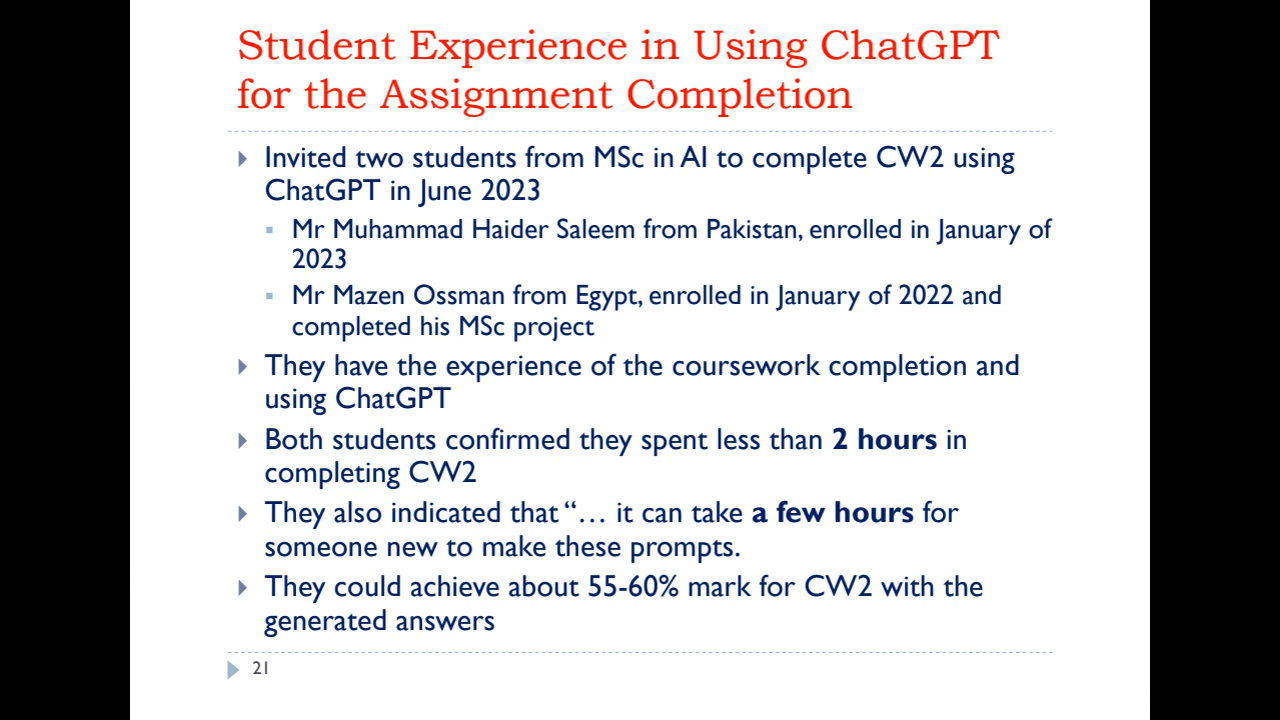 Student Experience in Using ChatGPT
for the Assignment Completion
Invited two students from MSc in AI to complete CW2 using
ChatGPT in June 2023
Mr Muhammad Haider Saleem from Pakistan, enrolled in January of
2023
Mr Mazen Ossman from Egypt, enrolled in January of 2022 and
completed his MSc project
They have the experience of the coursework completion and
using ChatGPT
Both students confirmed they spent less than 2 hours in
completing CW2
They also indicated that “… it can take a few hours for
someone new to make these prompts.
They could achieve about 55-60% mark for CW2 with the
generated answers
21